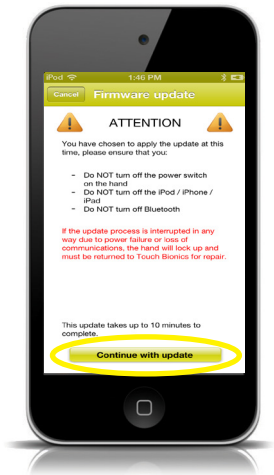 iPod 1:46 PM
Cancel Firmware update
ATTENTION
You have chosen to apply the update at this
time, please ensure that you:
- Do NOT turn off the power switch
on the hand
- Do NOT turn off the iPod / iPhone /
iPad
- Do NOT turn off Bluetooth
If the update process is interrupted in any
way due to power failure or loss of
communications, the hand will lock up and
must be returned to Touch Bionics for repair.
This update takes up to 10 minutes to
complete.
Continue with update